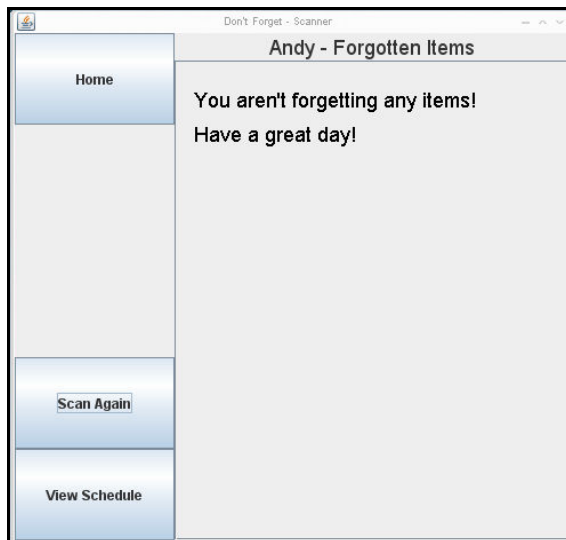 Don't Forget - Scanner
Home
Andy - Forgotten Items
You aren't forgetting any items!
Have a great day!
Scan Again
View Schedule